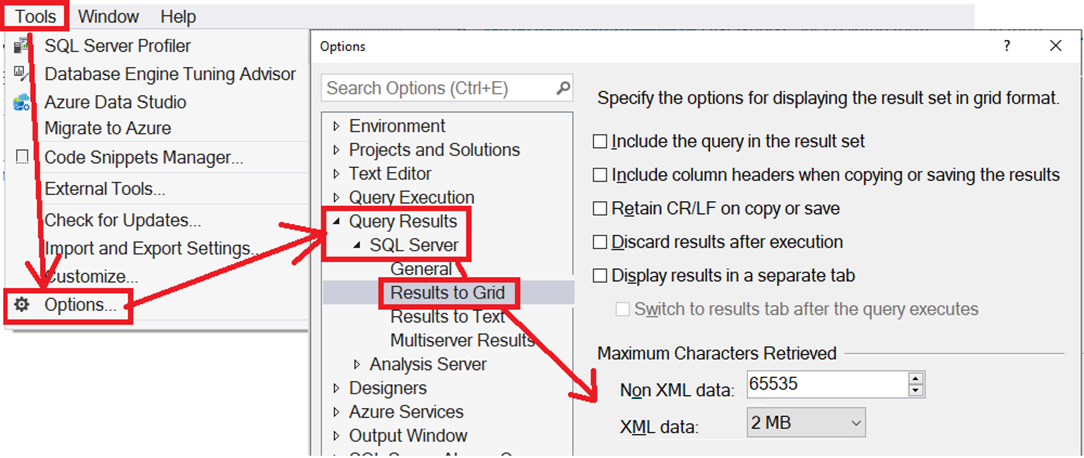 Tools Window Help
SQL Server Profiler
Database Engine Tuning Advisor
Azure Data Studio
Migrate to Azure
Code Snippets Manager...
External Tools...
Check for Updates...
Import and Export Settings...
Customize...
Options...
Options
?
Search Options (Ctrl+E)
Environment
Projects and Solutions
Text Editor
Query Execution
Query Results
SQL Server
General
Results to Grid
Results to Text
Multiserver Results
Analysis Server
Designers
Azure Services
Output Window
Specify the options for displaying the result set in grid format.
Include the query in the result set
Include column headers when copying or saving the results
Retain CR/LF on copy or save
Discard results after execution
Display results in a separate tab
Switch to results tab after the query executes
Maximum Characters Retrieved
Non XML data: 65535
XML data: 2 MB